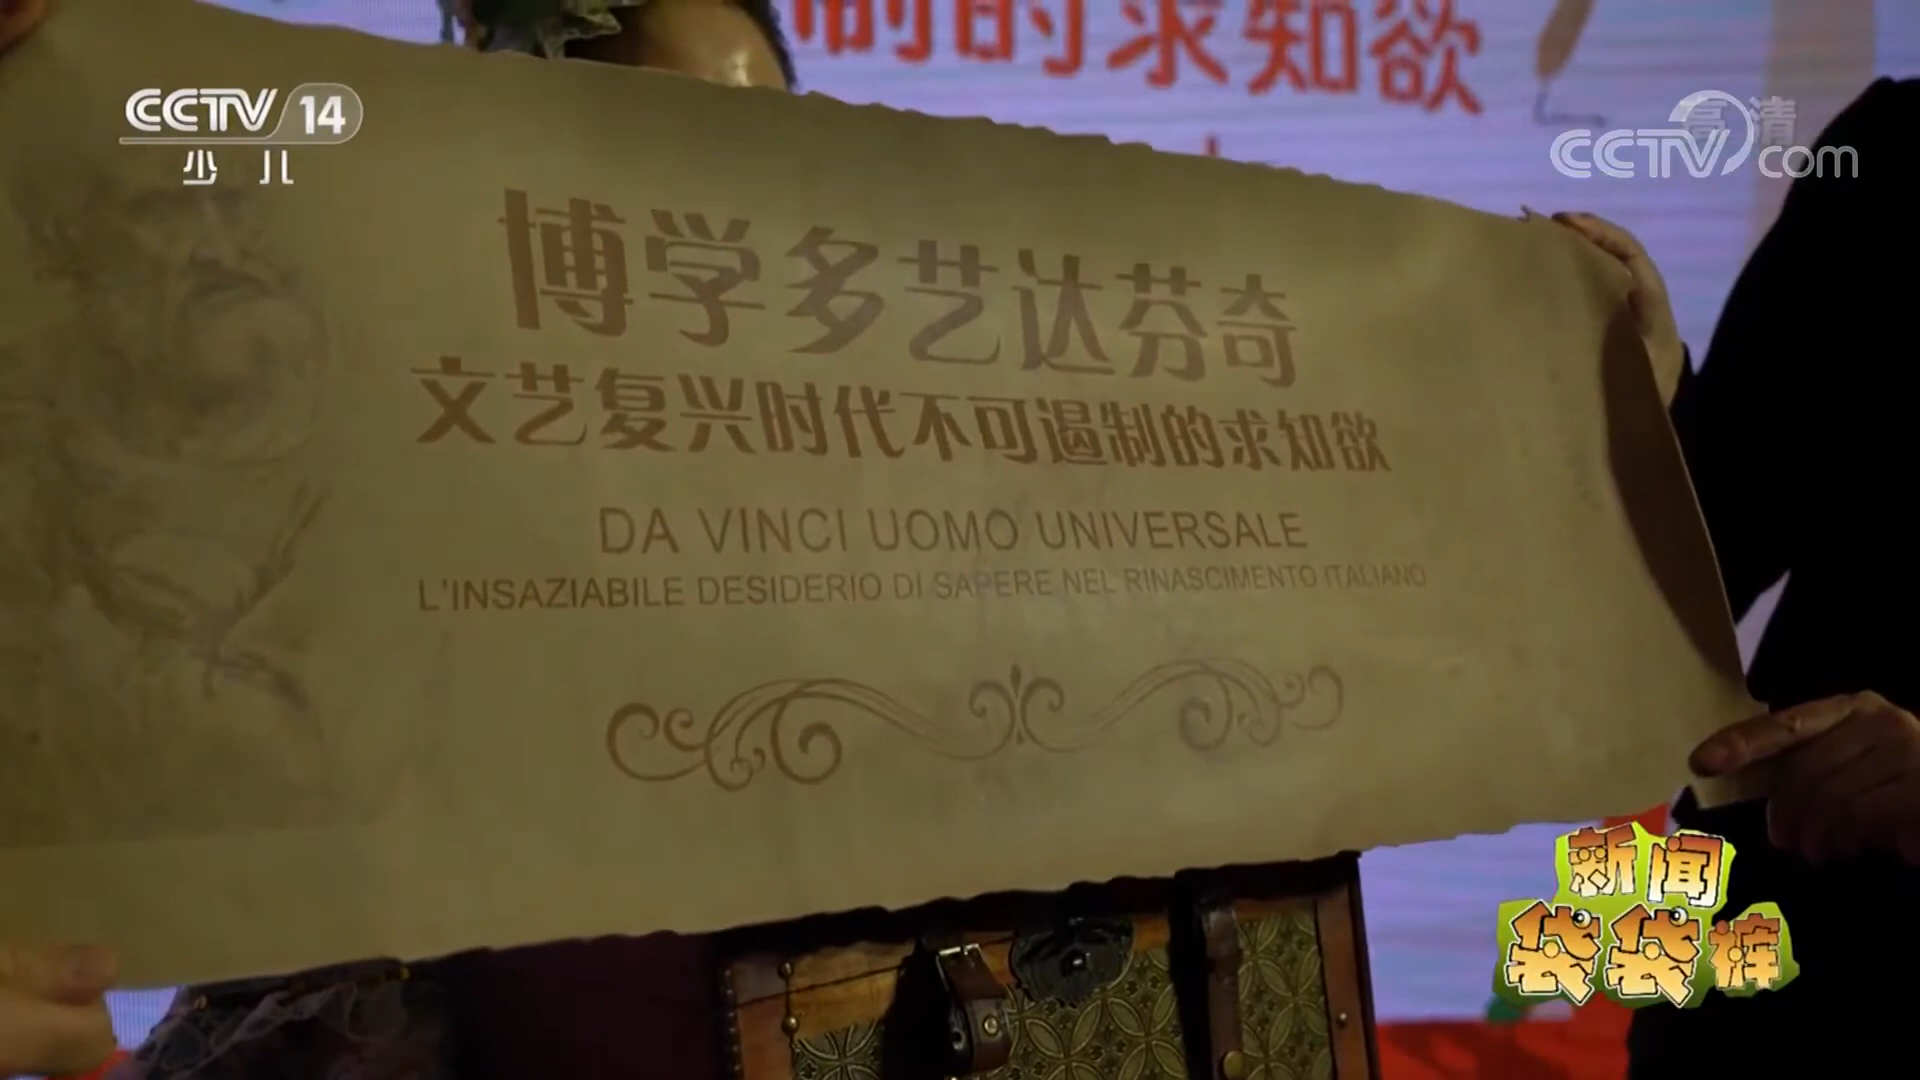 制的求知欲
CCTV 14
少儿
高清
CCTV com
博学多艺达芬奇
文艺复兴时代不可遏制的求知欲
DA VINCI UOMO UNIVERSALE
L'INSAZIABILE DESIDERIO DI SAPERE NEL RINASCIMENTO ITALIANO
新闻
袋袋裤